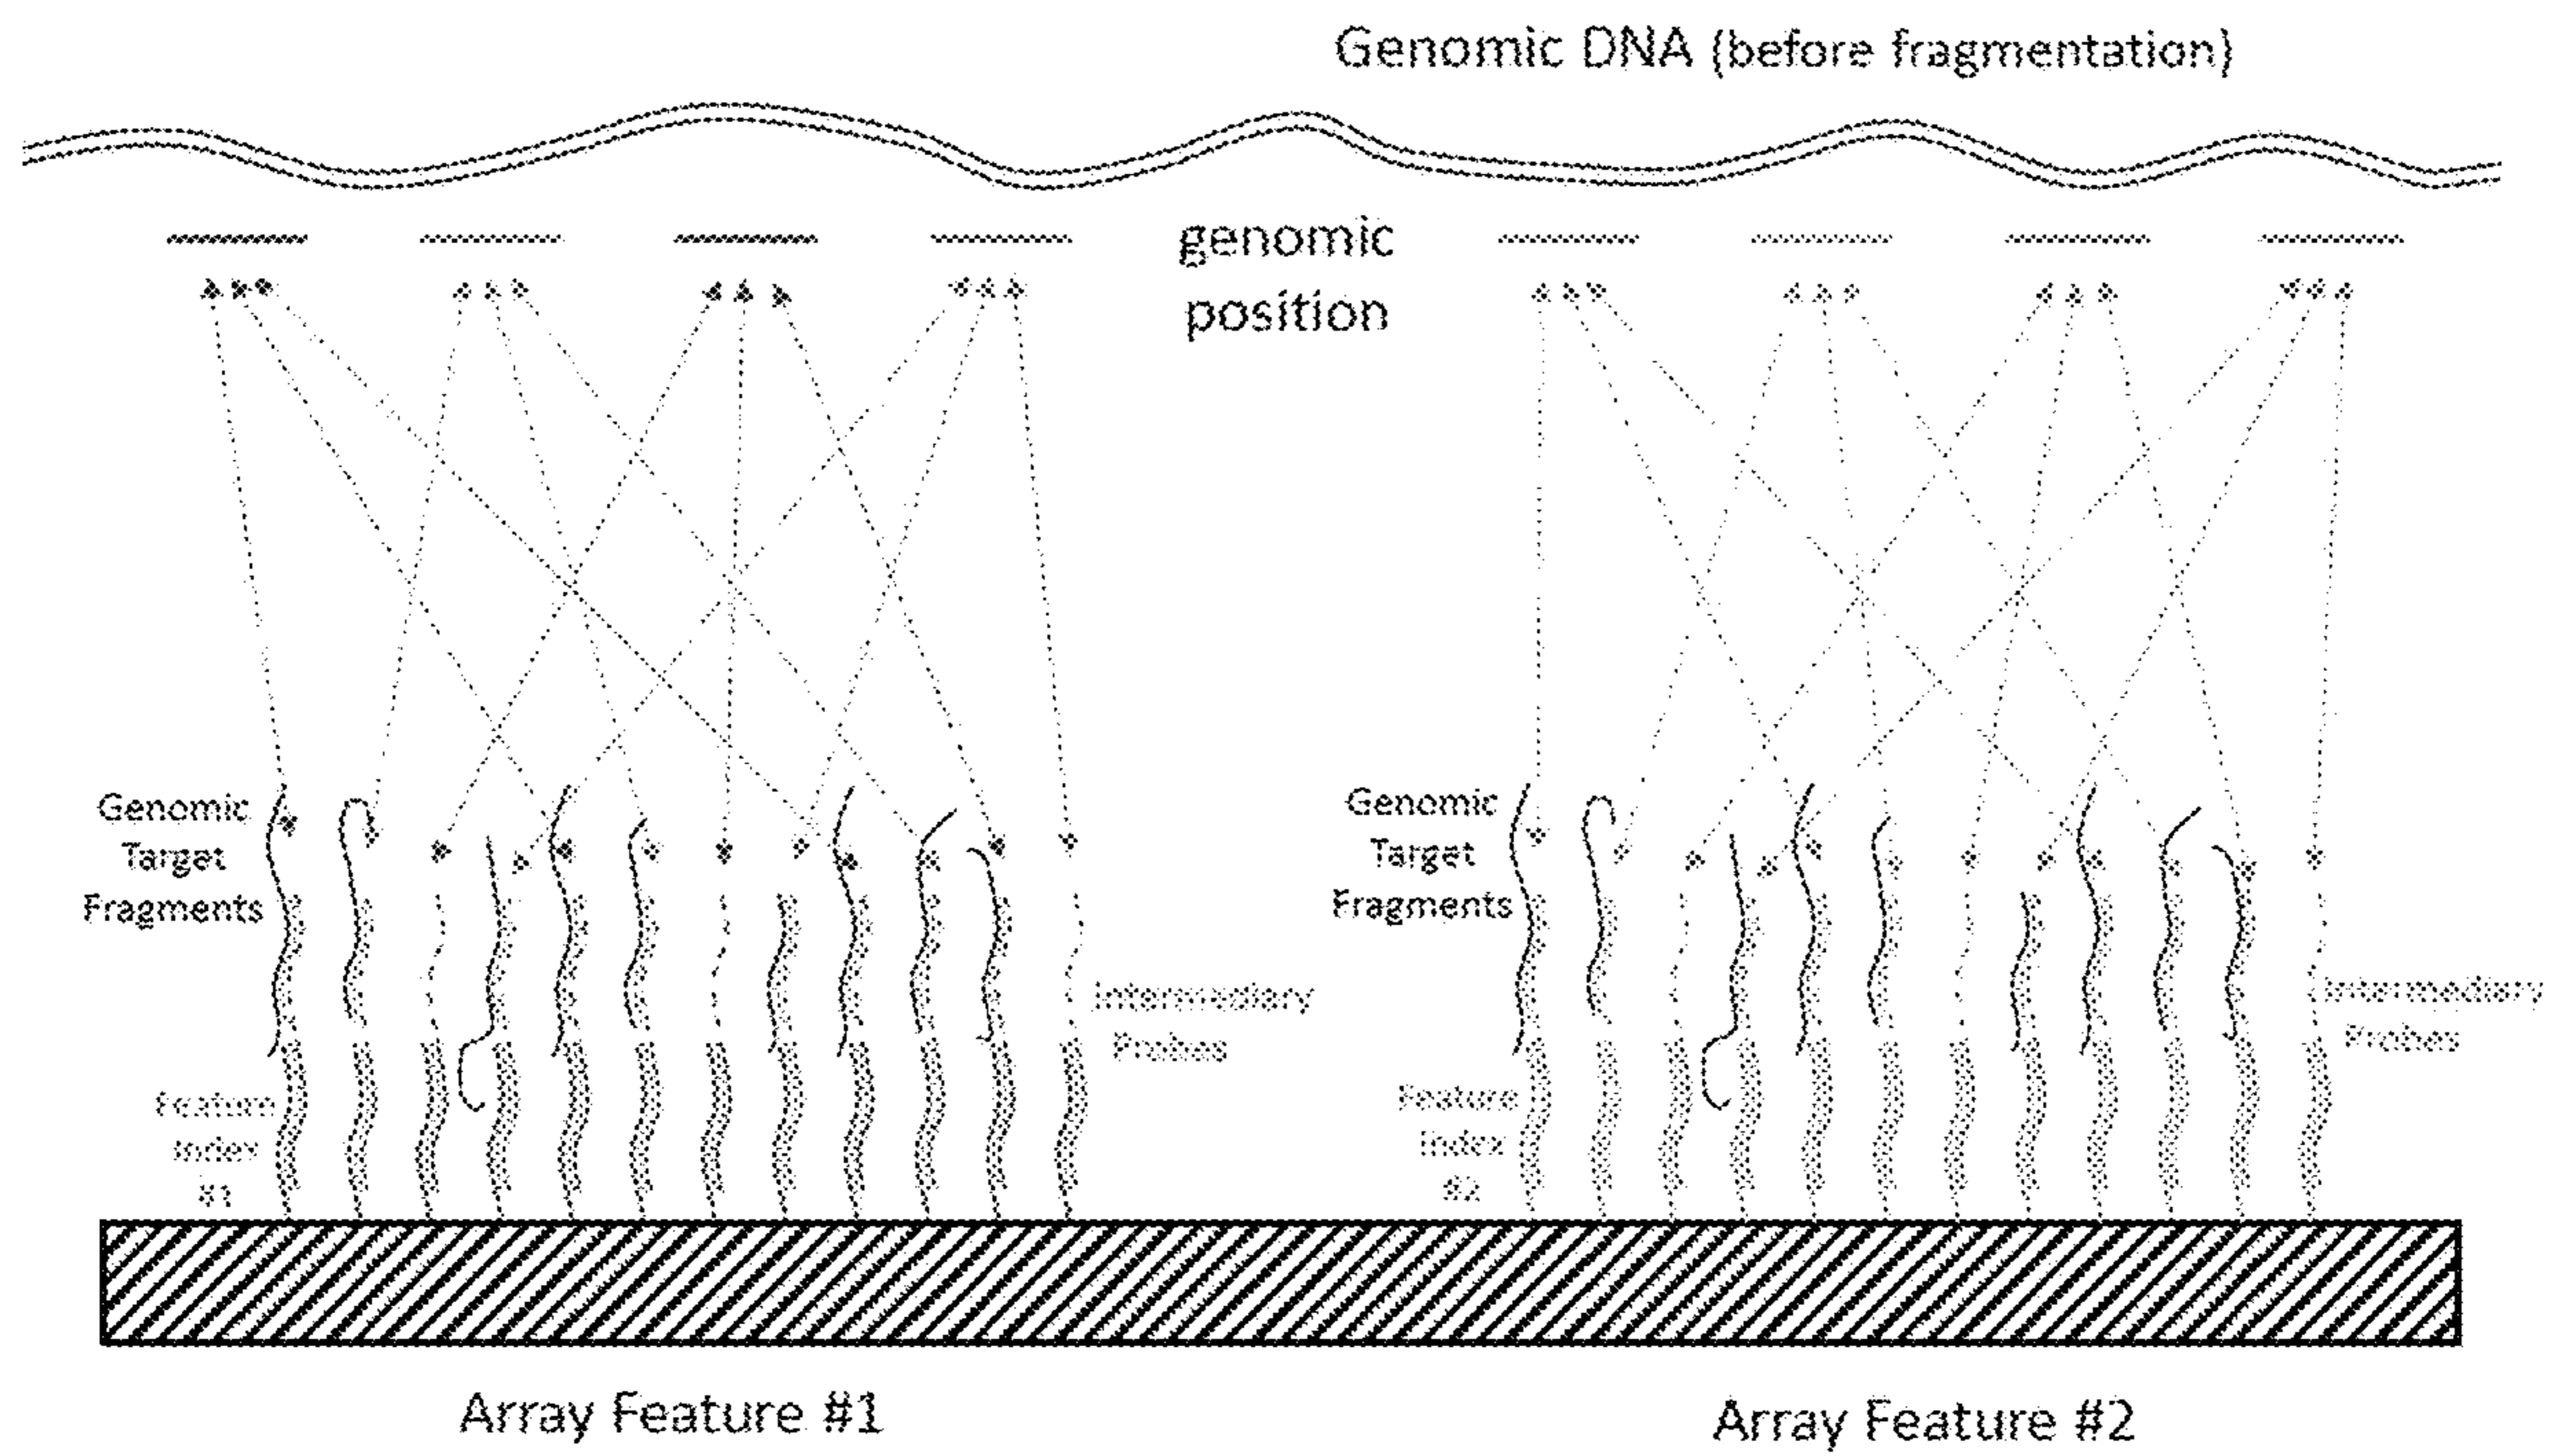 Genomic DNA (before fragmentation)
genomic
position
Genomic
Target
Fragments
Intermediary
Probes
Feature
Index
#1
Genomic
Target
Fragments
Intermediary
Probes
Feature
Index
#2
Array Feature #1
Array Feature #2